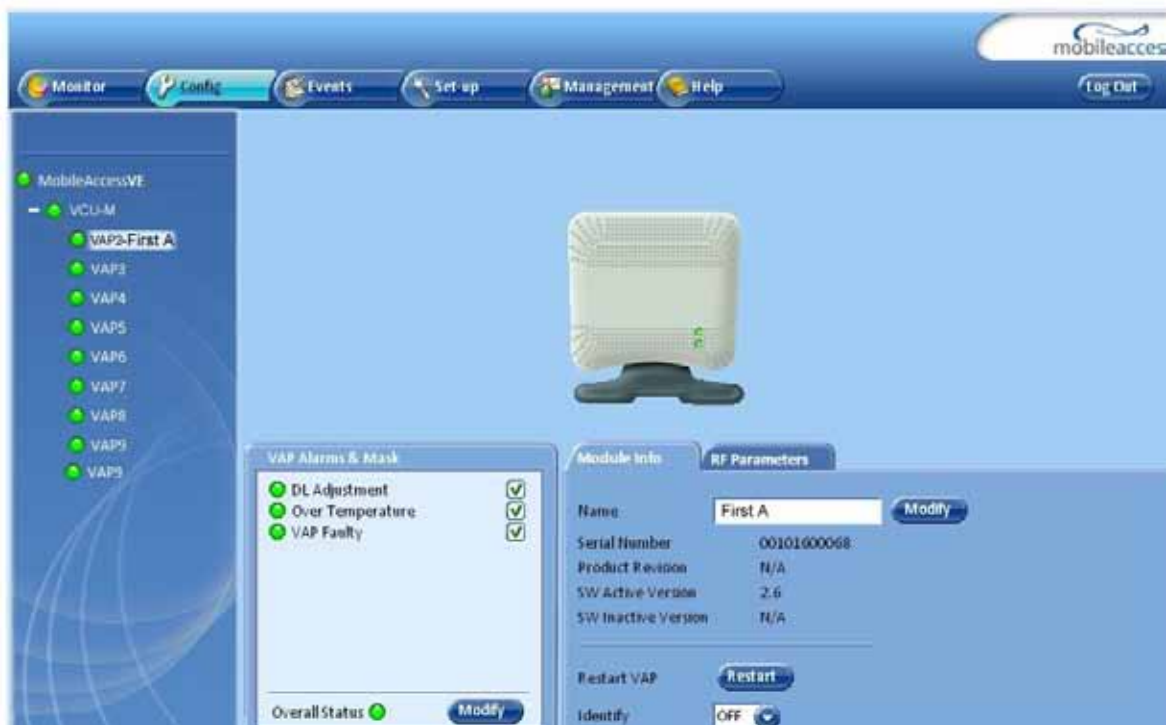 mobileacces
Monitor Config Events Set-up Management Help Log Out
MobileAccessVE
VCU-M
VAP2-First A
VAP3
VAP4
VAP5
VAP6
VAP7
VAP8
VAP9
VAP9
VAP Alarms & Mask
DL Adjustment
Over Temperature
VAP Faulty
Overall Status Modify
Module Info RF Parameters
Name First A Modify
Serial Number 00101600068
Product Revision N/A
SW Active Version 2.6
SW Inactive Version N/A
Restart VAP Restart
Identify OFF